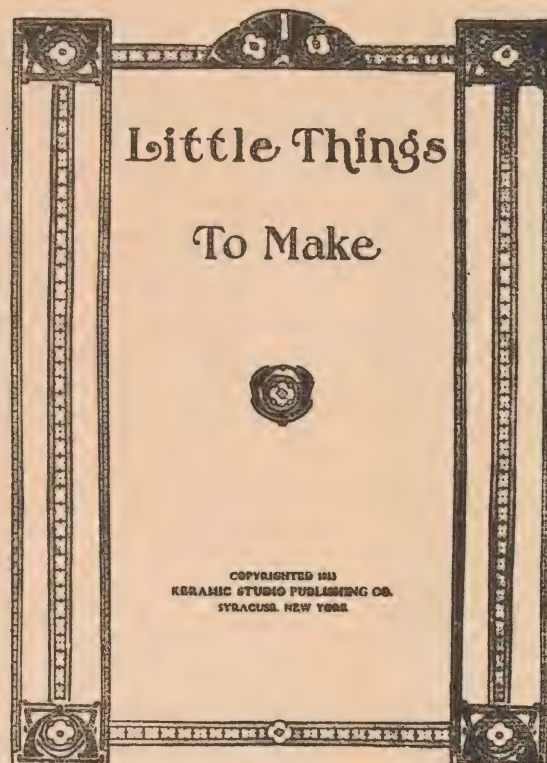 Little Things
To Make
COPYRIGHTED 1913
KERAMIC STUDIO PUBLISHING CO.
SYRACUSE, NEW YORK